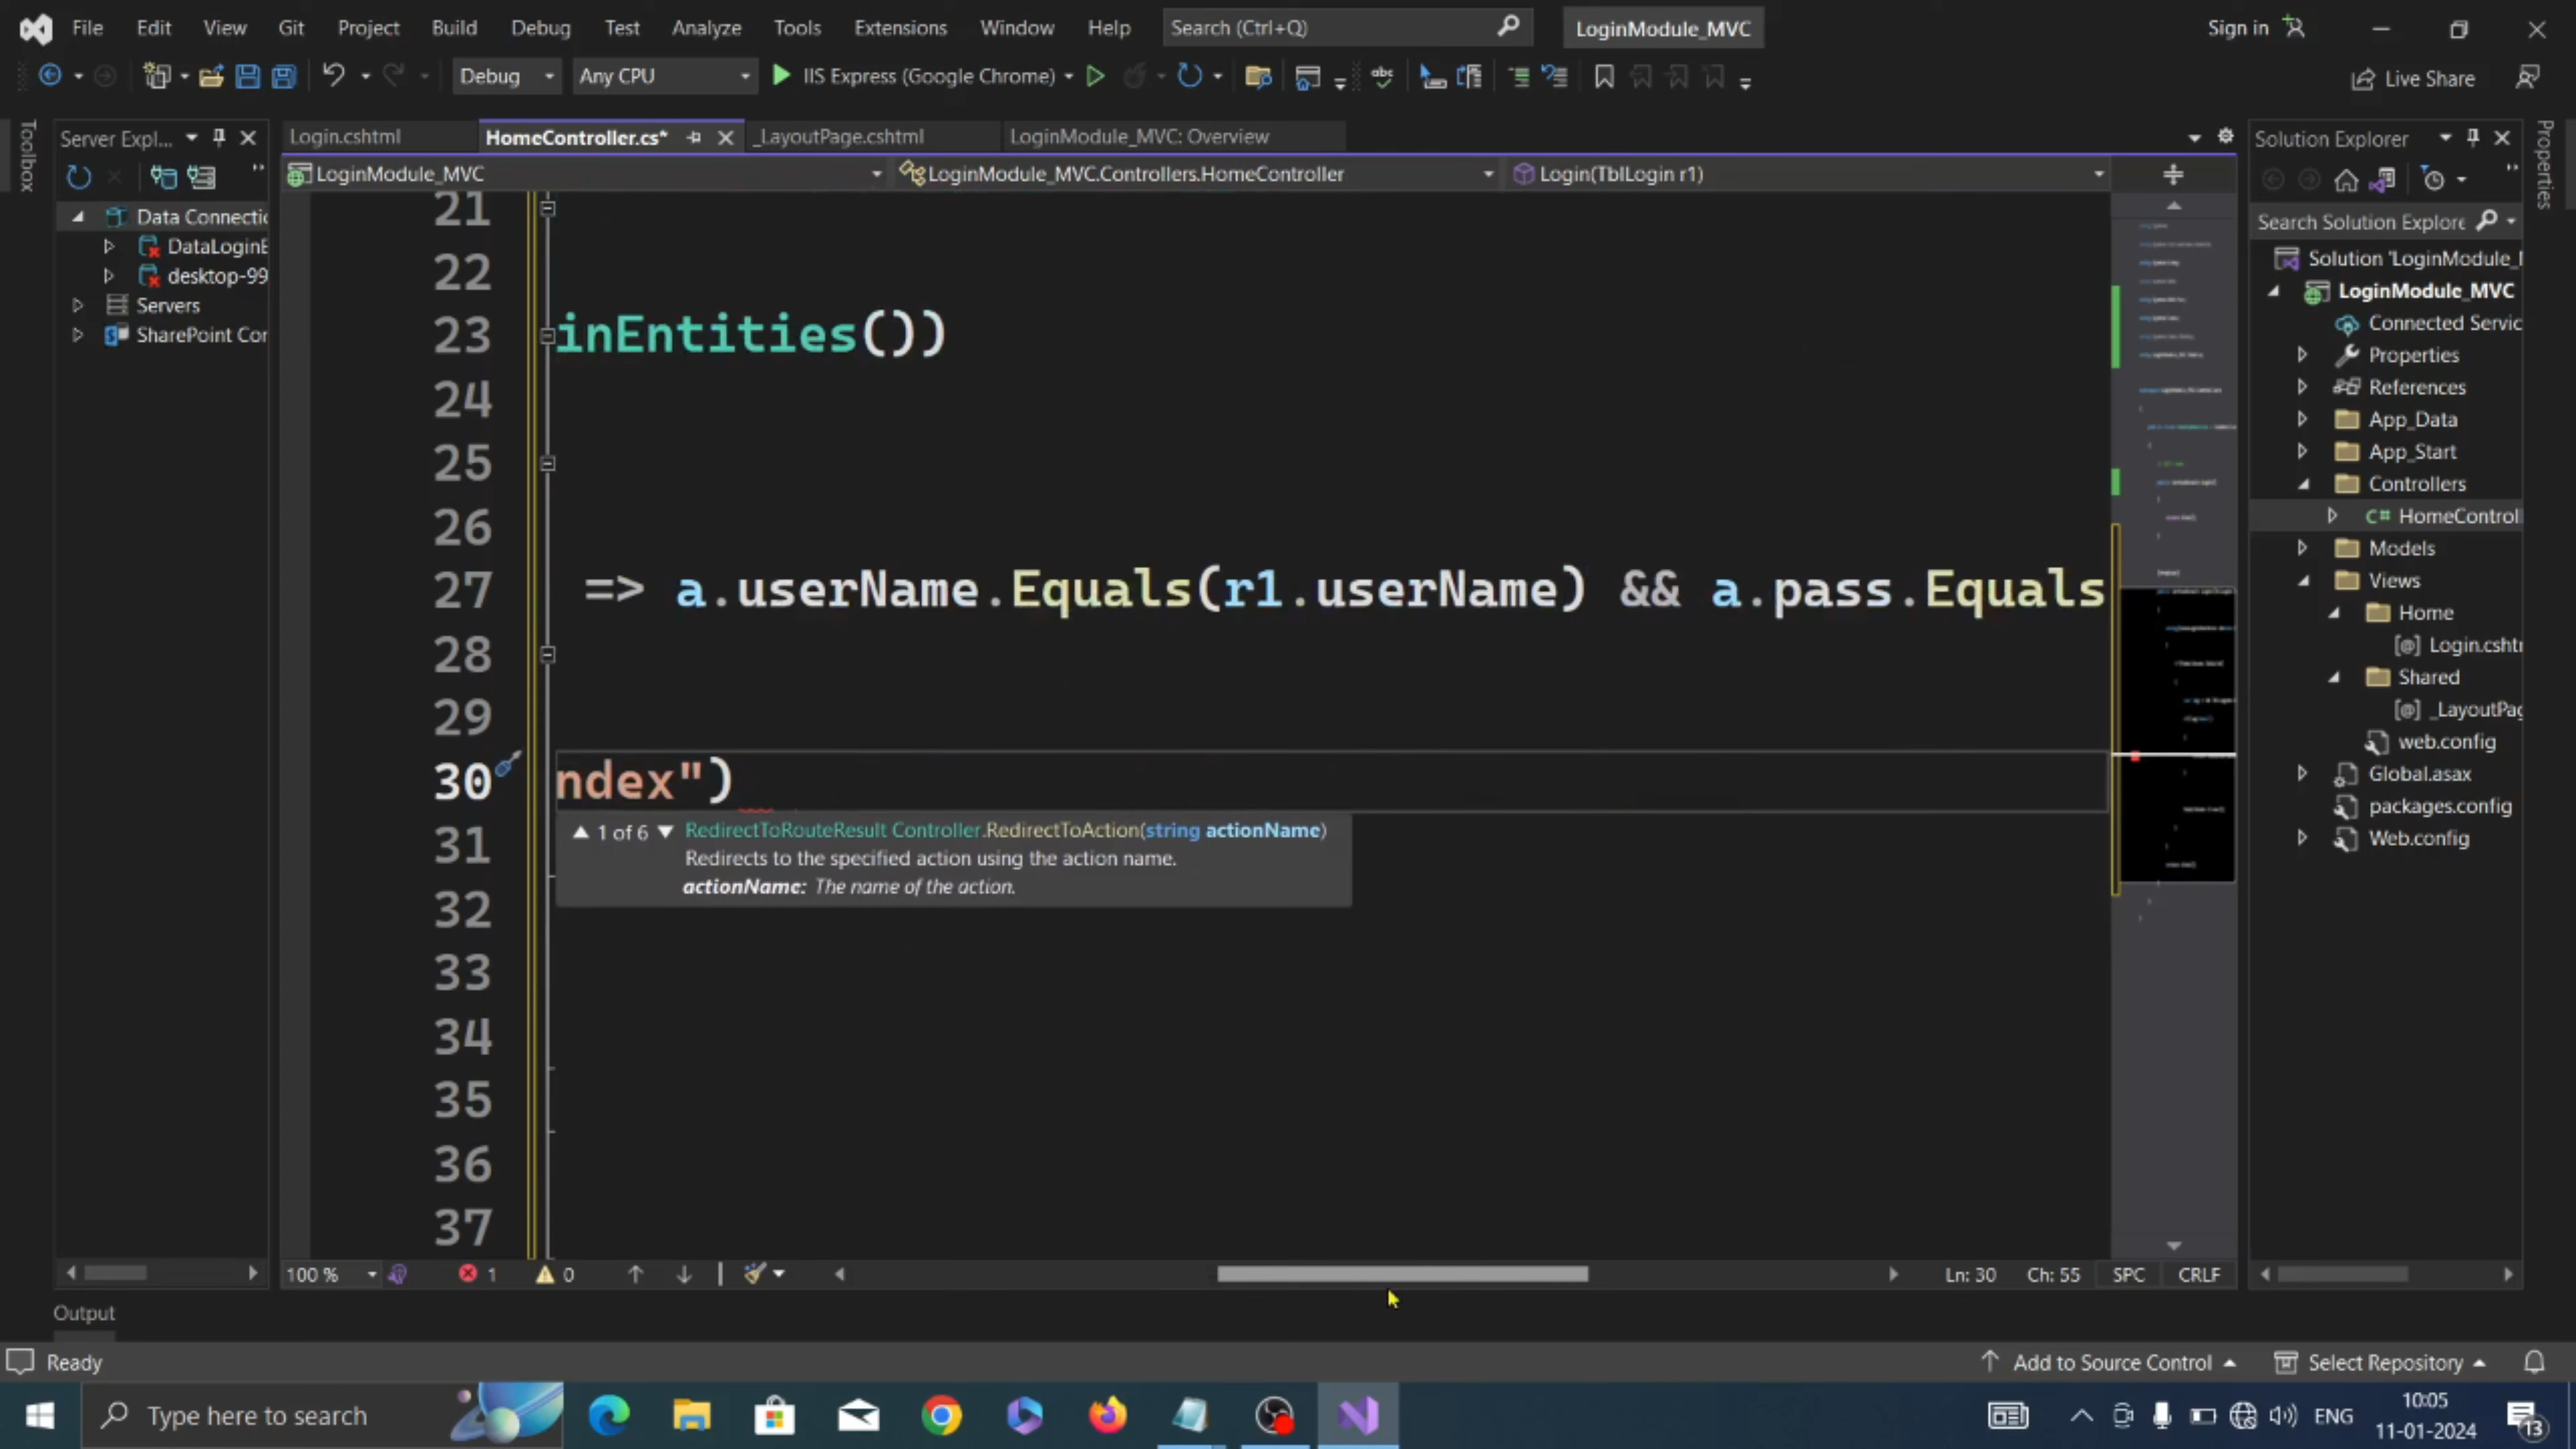 File Edit View Git Project Build Debug Test Analyze Tools Extensions Window Help Search (Ctrl+Q) LoginModule_MVC Sign in
Debug Any CPU IIS Express (Google Chrome) Live Share
Toolbox
Server Expl...
Data Connectic
DataLoginE
desktop-99
Servers
SharePoint Cor
Login.cshtml HomeController.cs* _LayoutPage.cshtml LoginModule_MVC: Overview
LoginModule_MVC LoginModule_MVC.Controllers.HomeController Login(TblLogin r1)
21
22
23 inEntities())
24
25
26
27 => a.userName.Equals(r1.userName) && a.pass.Equals
28
29
30 ndex")
1 of 6 RedirectToRouteResult Controller.RedirectToAction(string actionName)
Redirects to the specified action using the action name.
actionName: The name of the action.
31
32
33
34
35
36
37
100 % 1 0 Ln: 30 Ch: 55 SPC CRLF
Solution Explorer
Search Solution Explore
Solution 'LoginModule_
LoginModule_MVC
Connected Servic
Properties
References
App_Data
App_Start
Controllers
C# HomeControl
Models
Views
Home
[@] Login.csht
Shared
[@] _LayoutPag
web.config
Global.asax
packages.config
Web.config
Properties
Output
Ready Add to Source Control Select Repository
Type here to search ENG 10:05
11-01-2024 13